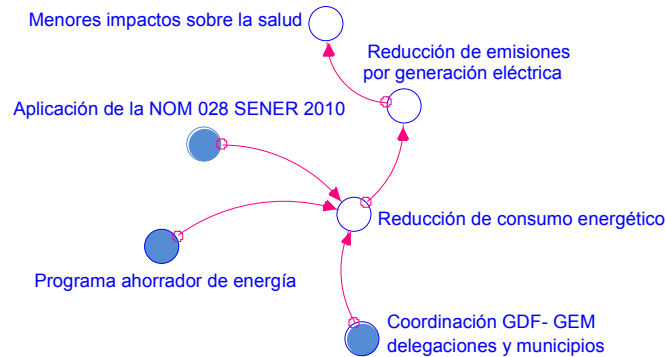 Menores impactos sobre la salud
Reducción de emisiones
por generación eléctrica
Aplicación de la NOM 028 SENER 2010
Reducción de consumo energético
Programa ahorrador de energía
Coordinación GDF- GEM
delegaciones y municipios